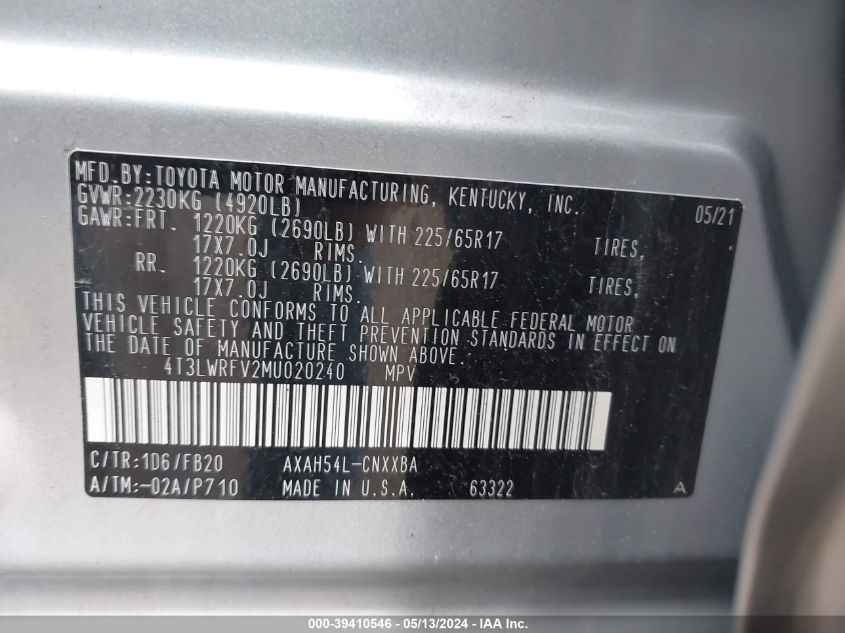 MFD.BY:TOYOTA MOTOR MANUFACTURING, KENTUCKY, INC.
GVWR:2230KG (4920LB) 05/21
GAWR:FRT. 1220KG (2690LB) WITH 225/65R17 TIRES,
17X7.0J RIMS.
RR. 1220KG (2690LB) WITH 225/65R17 TIRES,
17X7.0J RIMS.
THIS VEHICLE CONFORMS TO ALL APPLICABLE FEDERAL MOTOR
VEHICLE SAFETY AND THEFT PREVENTION STANDARDS IN EFFECT ON
THE DATE OF MANUFACTURE SHOWN ABOVE.
4T3LWRFV2MU020240 MPV
C/TR:1D6/FB20 AXAH54L-CNXXBA
A/TM:-02A/P710 MADE IN U.S.A. 63322 A
000-39410546 - 05/13/2024 - IAA Inc.